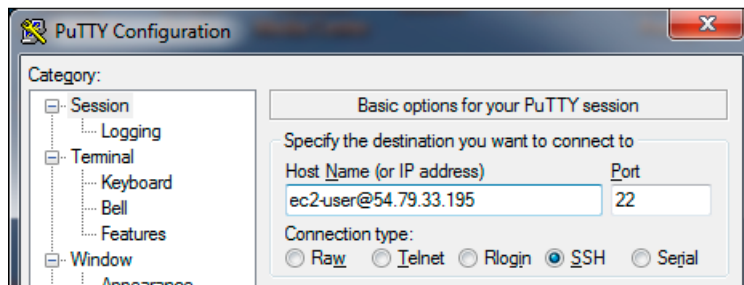 PuTTY Configuration
Category:
Session
Logging
Terminal
Keyboard
Bell
Features
Window
Appearance
Basic options for your PuTTY session
Specify the destination you want to connect to
Host Name (or IP address) Port
ec2-user@54.79.33.195 22
Connection type:
Raw Telnet Rlogin SSH Serial